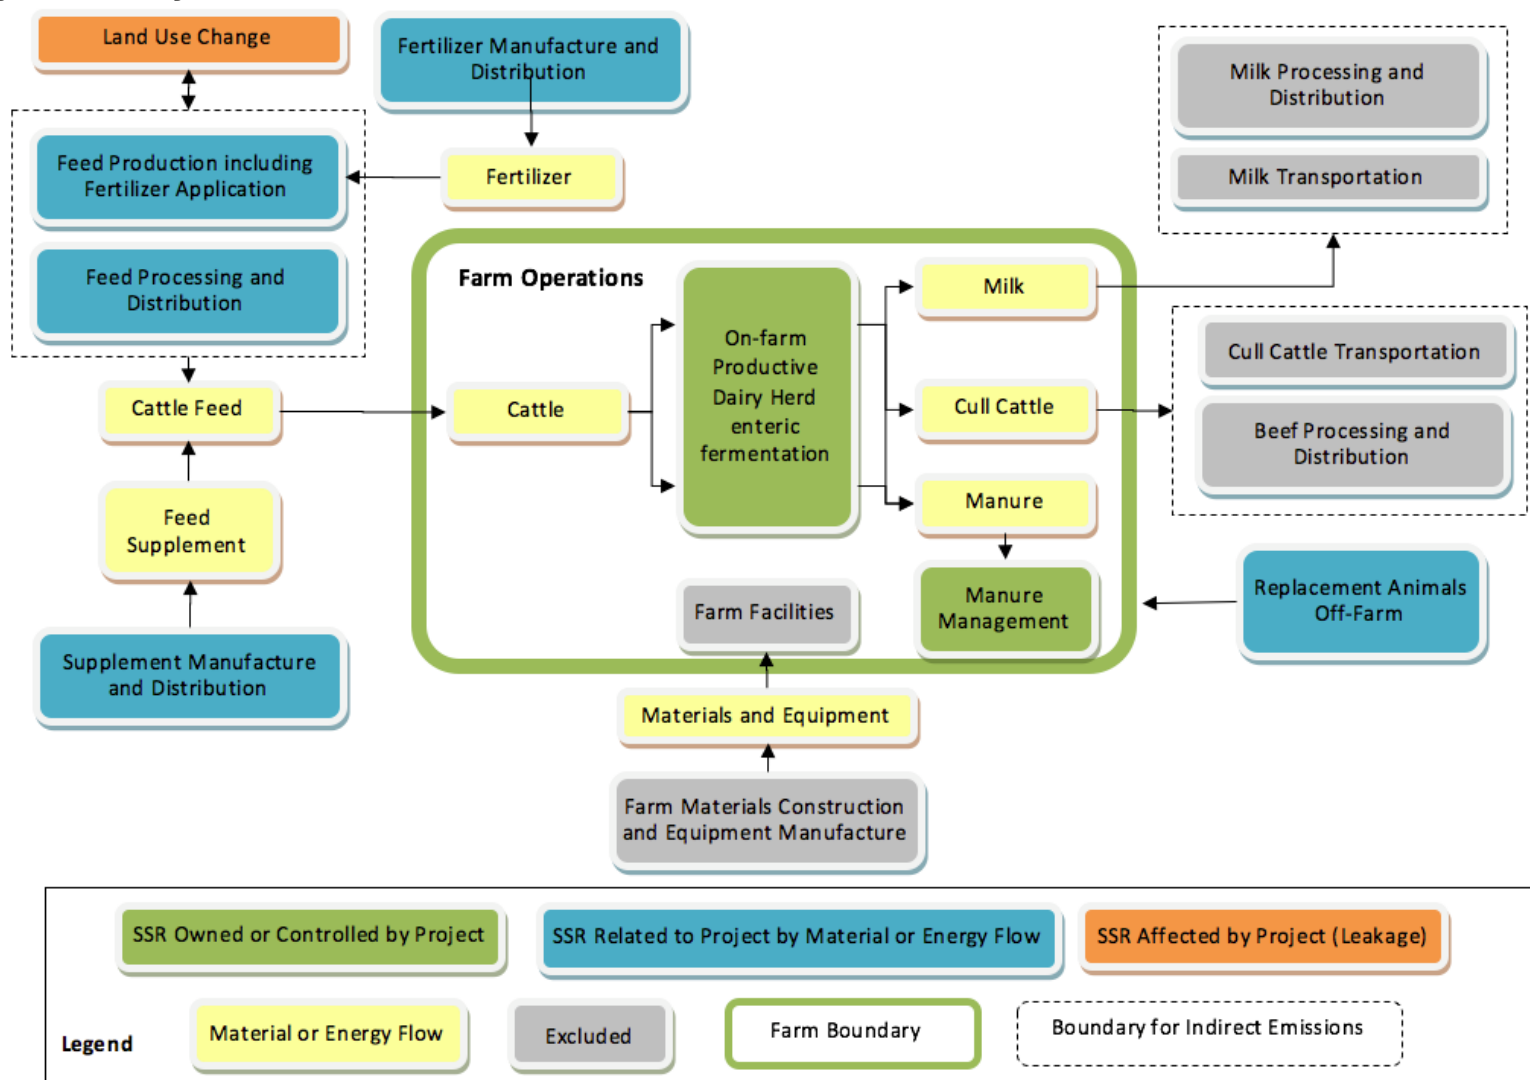 Land Use Change
Fertilizer Manufacture and
Distribution
Milk Processing and
Distribution
Feed Production including
Fertilizer Application
Fertilizer
Milk Transportation
Feed Processing and
Distribution
Farm Operations
Milk
On-farm
Productive
Dairy Herd
enteric
fermentation
Cull Cattle Transportation
Cattle Feed
Cattle
Cull Cattle
Beef Processing and
Distribution
Feed
Supplement
Manure
Farm Facilities
Manure
Management
Replacement Animals
Off-Farm
Supplement Manufacture
and Distribution
Materials and Equipment
Farm Materials Construction
and Equipment Manufacture
SSR Owned or Controlled by Project
SSR Related to Project by Material or Energy Flow
SSR Affected by Project (Leakage)
Legend
Material or Energy Flow
Excluded
Farm Boundary
Boundary for Indirect Emissions